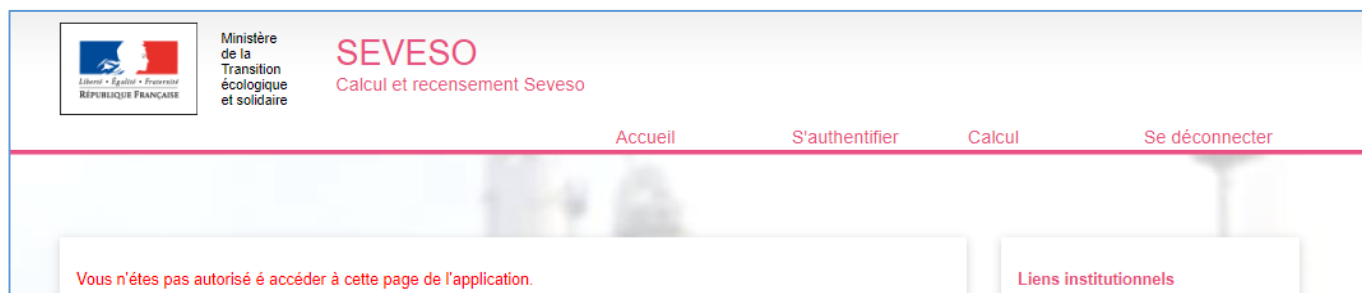 Ministère
de la
Transition
écologique
et solidaire
Liberté • Égalité • Fraternité
RÉPUBLIQUE FRANÇAISE
SEVESO
Calcul et recensement Seveso
Accueil S'authentifier Calcul Se déconnecter
Vous n'étes pas autorisé é accéder à cette page de l'application.
Liens institutionnels